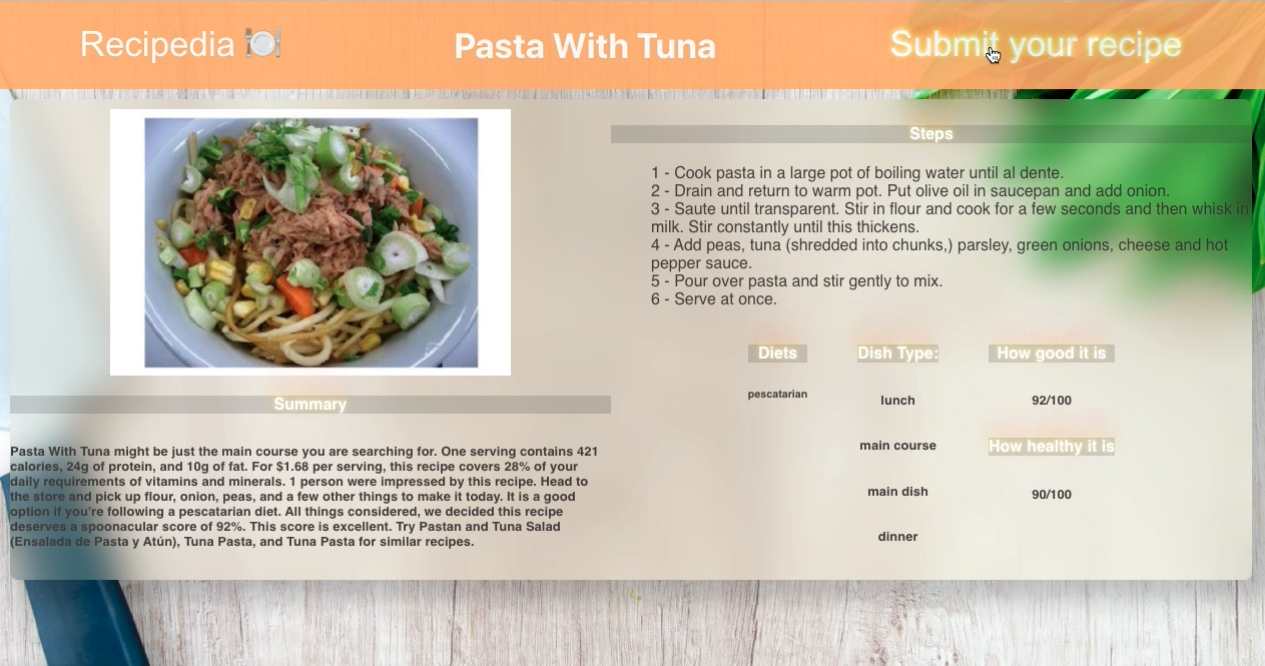 Recipedia 🍽
Pasta With Tuna
Submit your recipe
Summary
Pasta With Tuna might be just the main course you are searching for. One serving contains 421
calories, 24g of protein, and 10g of fat. For $1.68 per serving, this recipe covers 28% of your
daily requirements of vitamins and minerals. 1 person were impressed by this recipe. Head to
the store and pick up flour, onion, peas, and a few other things to make it today. It is a good
option if you're following a pescatarian diet. All things considered, we decided this recipe
deserves a spoonacular score of 92%. This score is excellent. Try Pastan and Tuna Salad
(Ensalada de Pasta y Atún), Tuna Pasta, and Tuna Pasta for similar recipes.
Steps
1 - Cook pasta in a large pot of boiling water until al dente.
2 - Drain and return to warm pot. Put olive oil in saucepan and add onion.
3 - Saute until transparent. Stir in flour and cook for a few seconds and then whisk in
milk. Stir constantly until this thickens.
4 - Add peas, tuna (shredded into chunks,) parsley, green onions, cheese and hot
pepper sauce.
5 - Pour over pasta and stir gently to mix.
6 - Serve at once.
Diets
pescatarian
Dish Type:
lunch
main course
main dish
dinner
How good it is
92/100
How healthy it is
90/100